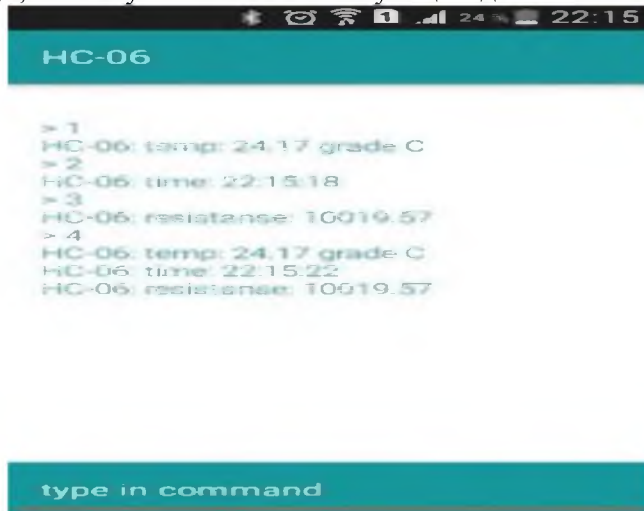 22:15
HC-06
> 1
HC-06: temp: 24.17 grade C
> 2
HC-06: time: 22:15:18
> 3
HC-06: resistanse: 10019.57
> 4
HC-06: temp: 24.17 grade C
HC-06: time: 22:15:22
HC-06: resistanse: 10019.57
type in command